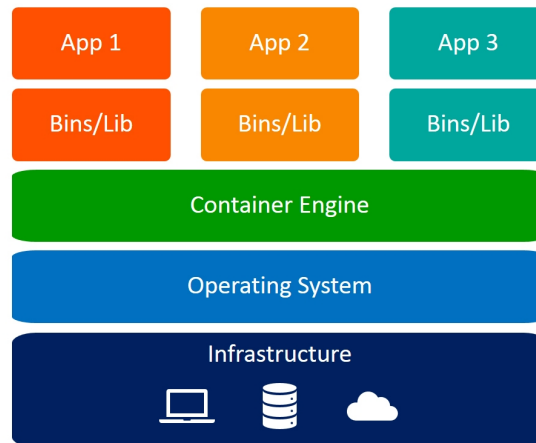 App 1
App 2
App 3
Bins/Lib
Bins/Lib
Bins/Lib
Container Engine
Operating System
Infrastructure